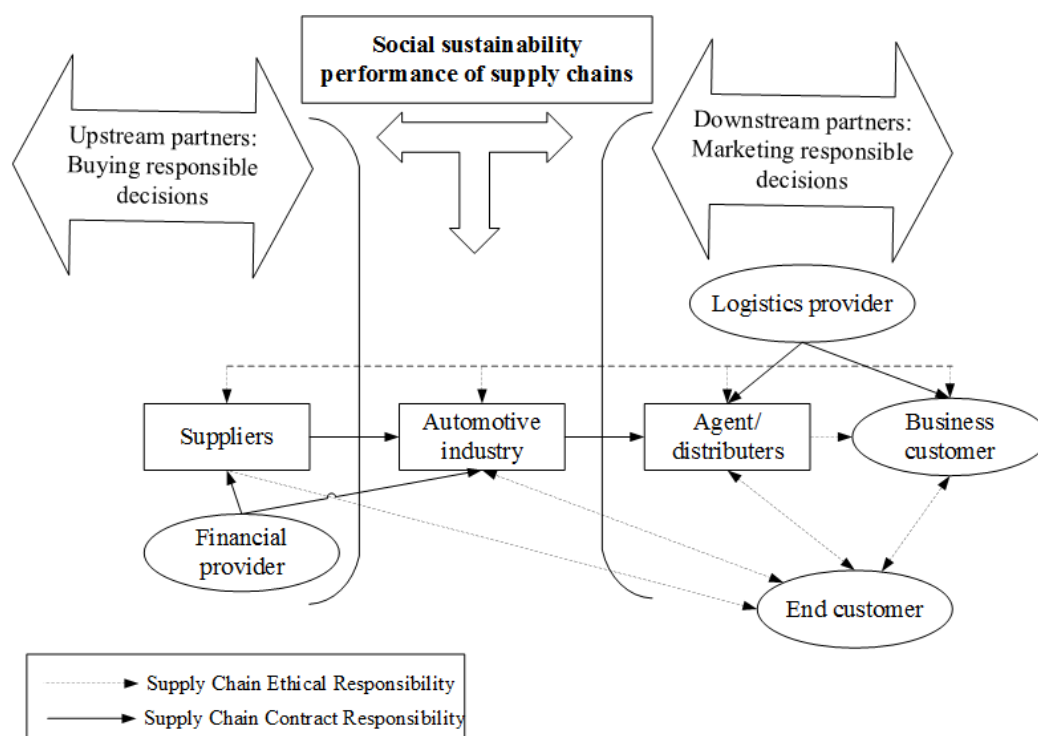 Social sustainability
performance of supply chains
Upstream partners:
Buying responsible
decisions
Downstream partners:
Marketing responsible
decisions
Logistics provider
Suppliers
Automotive
industry
Agent/
distributers
Business
customer
Financial
provider
End customer
Supply Chain Ethical Responsibility
Supply Chain Contract Responsibility